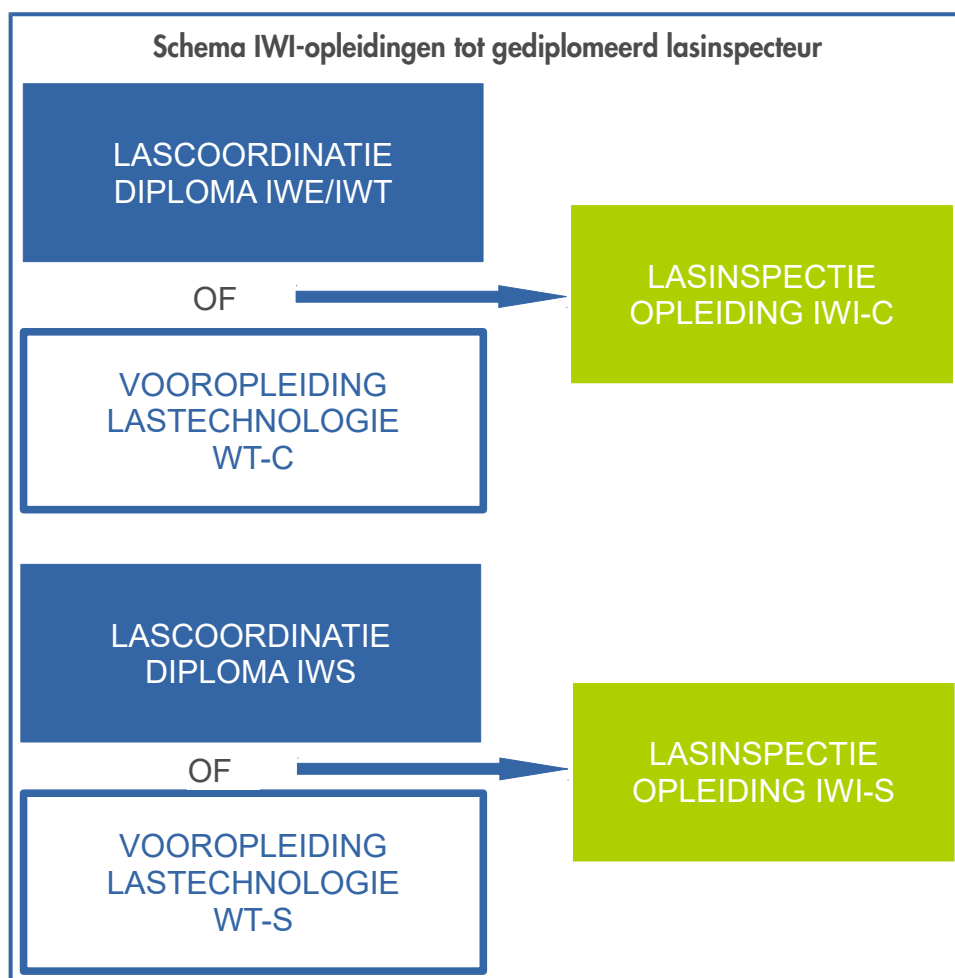 Schema IWI-opleidingen tot gediplomeerd lasinspecteur
LASCOORDINATIE
DIPLOMA IWE/IWT
OF
VOOROPLEIDING
LASTECHNOLOGIE
WT-C
LASINSPECTIE
OPLEIDING IWI-C
LASCOORDINATIE
DIPLOMA IWS
OF
VOOROPLEIDING
LASTECHNOLOGIE
WT-S
LASINSPECTIE
OPLEIDING IWI-S